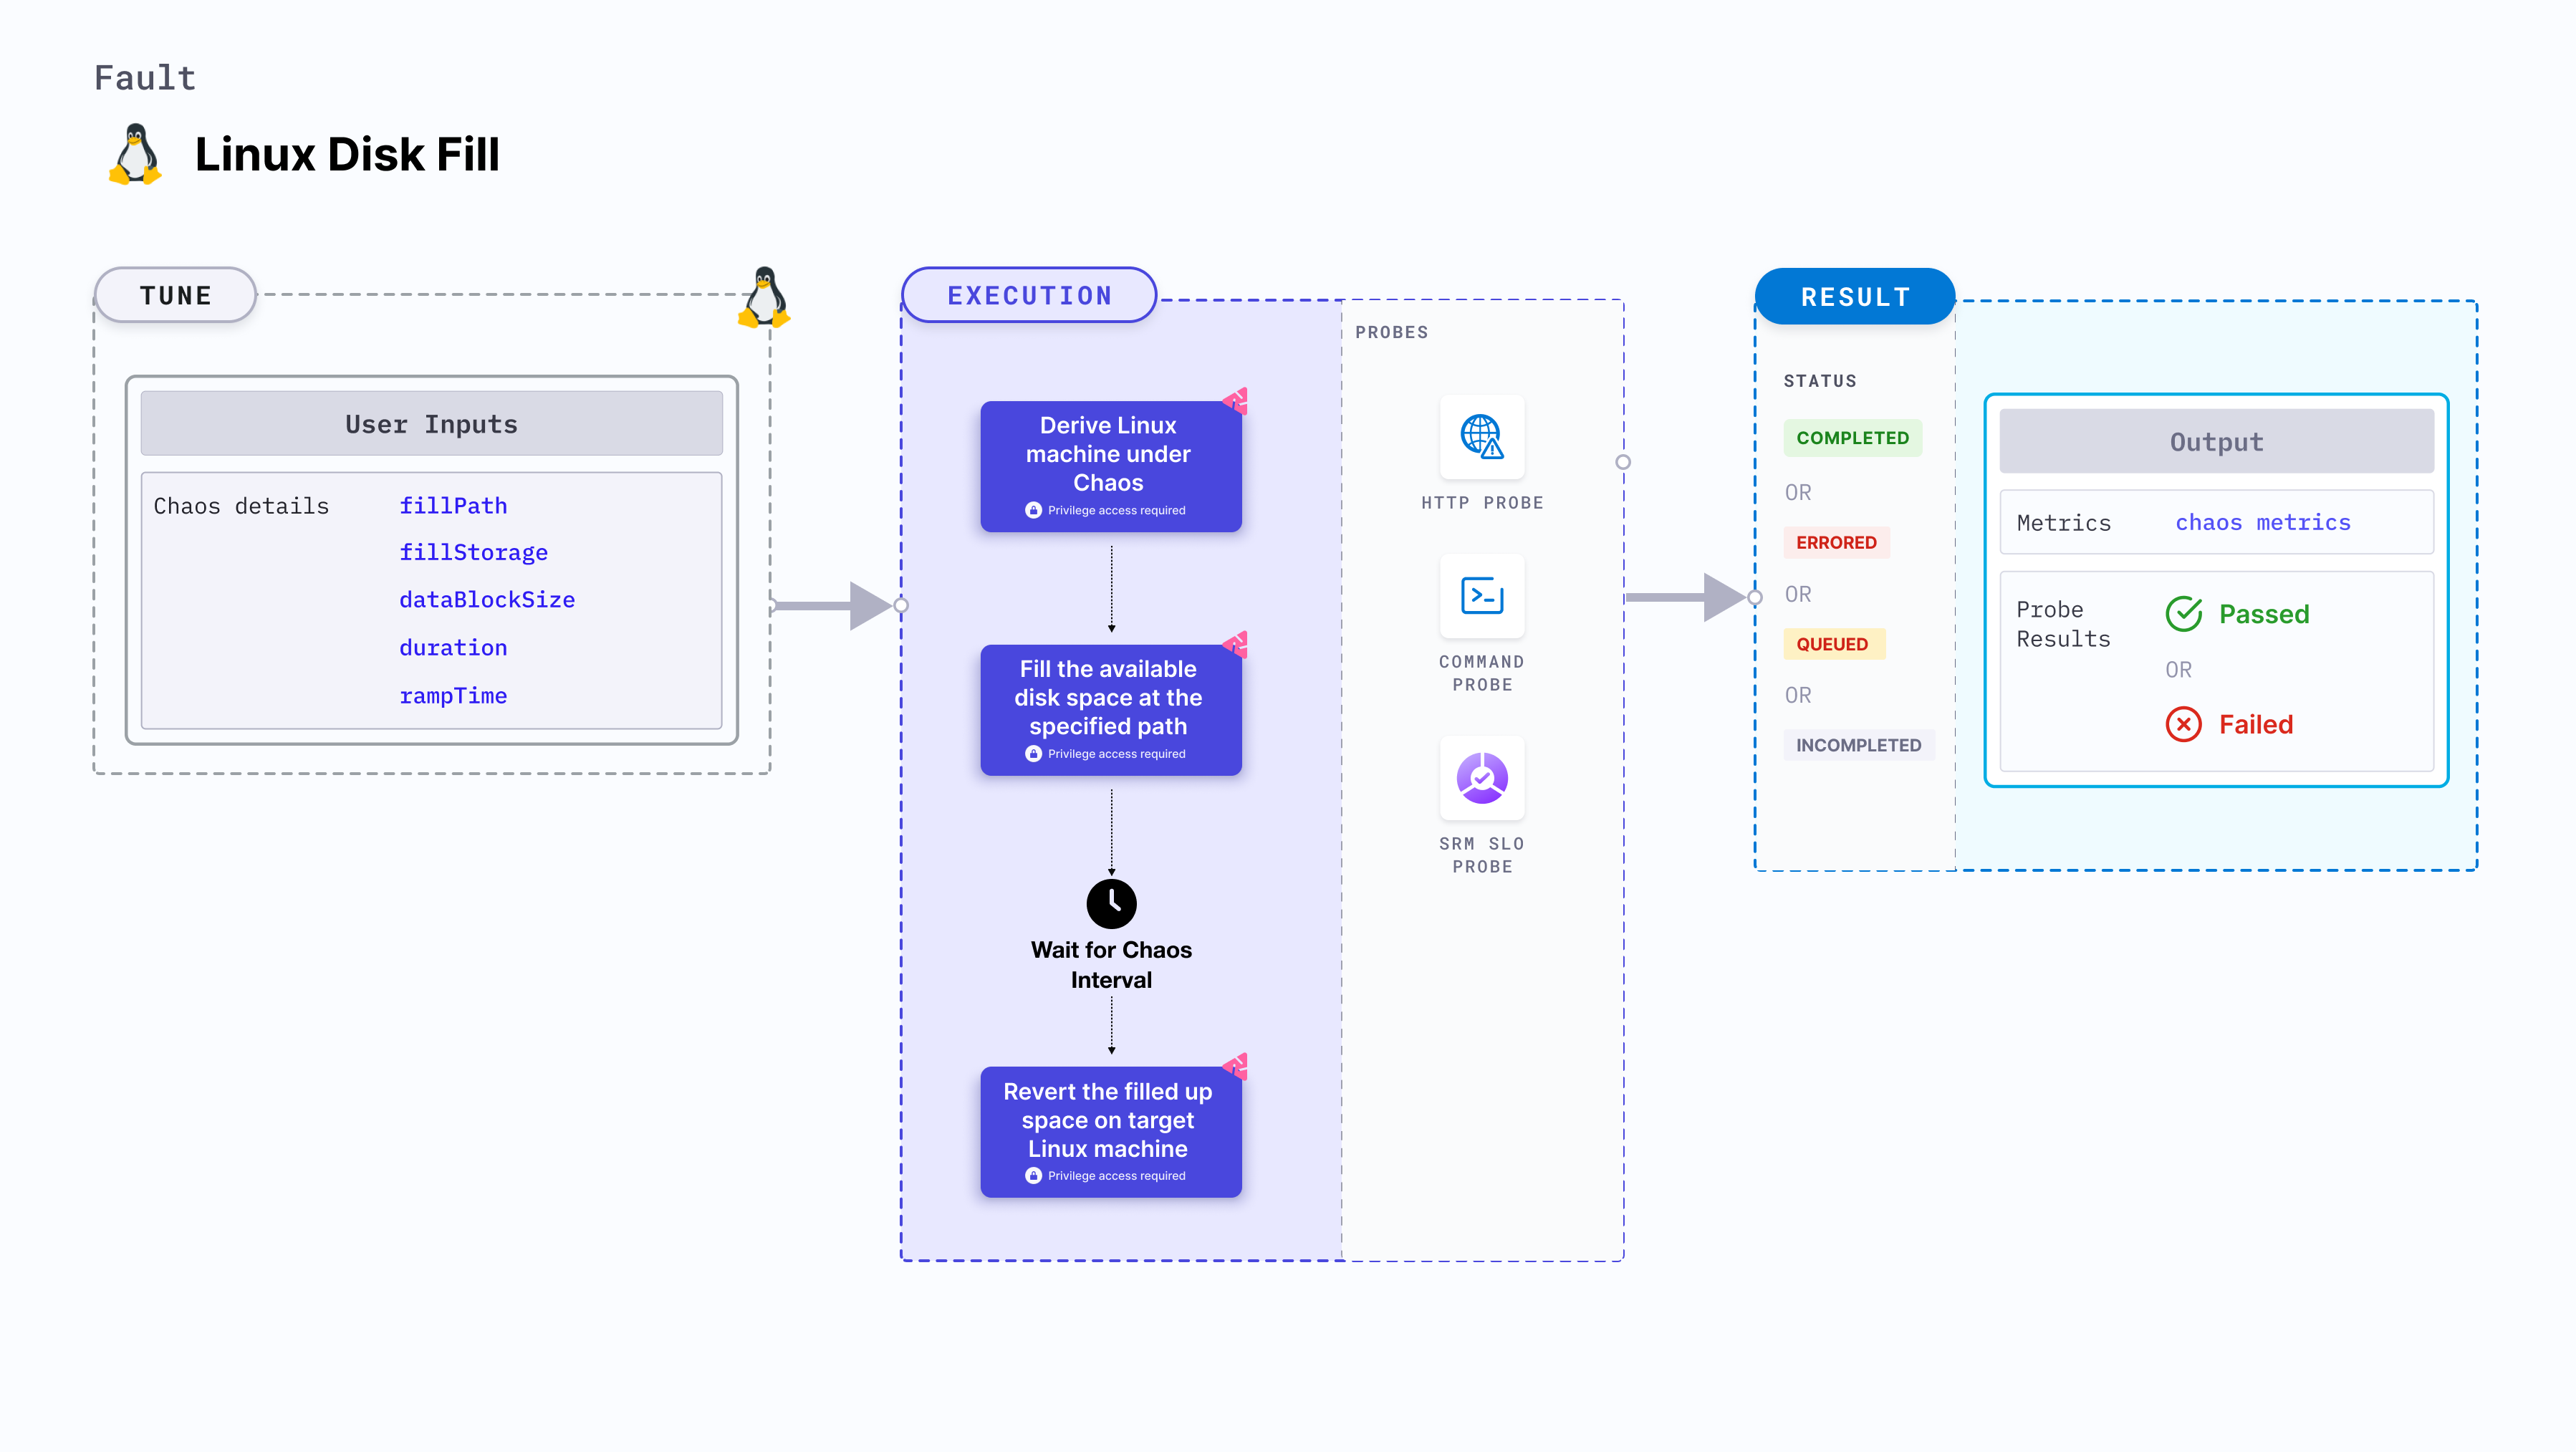 Fault
Linux Disk Fill
TUNE
User Inputs
Chaos details
fillPath
fillStorage
dataBlockSize
duration
rampTime
EXECUTION
Derive Linux
machine under
Chaos
Privilege access required
Fill the available
disk space at the
specified path
Privilege access required
Wait for Chaos
Interval
Revert the filled up
space on target
Linux machine
Privilege access required
PROBES
HTTP PROBE
COMMAND
PROBE
SRM SLO
PROBE
RESULT
STATUS
COMPLETED
OR
ERRORED
OR
QUEUED
OR
INCOMPLETED
Output
Metrics
chaos metrics
Probe
Results
Passed
OR
Failed